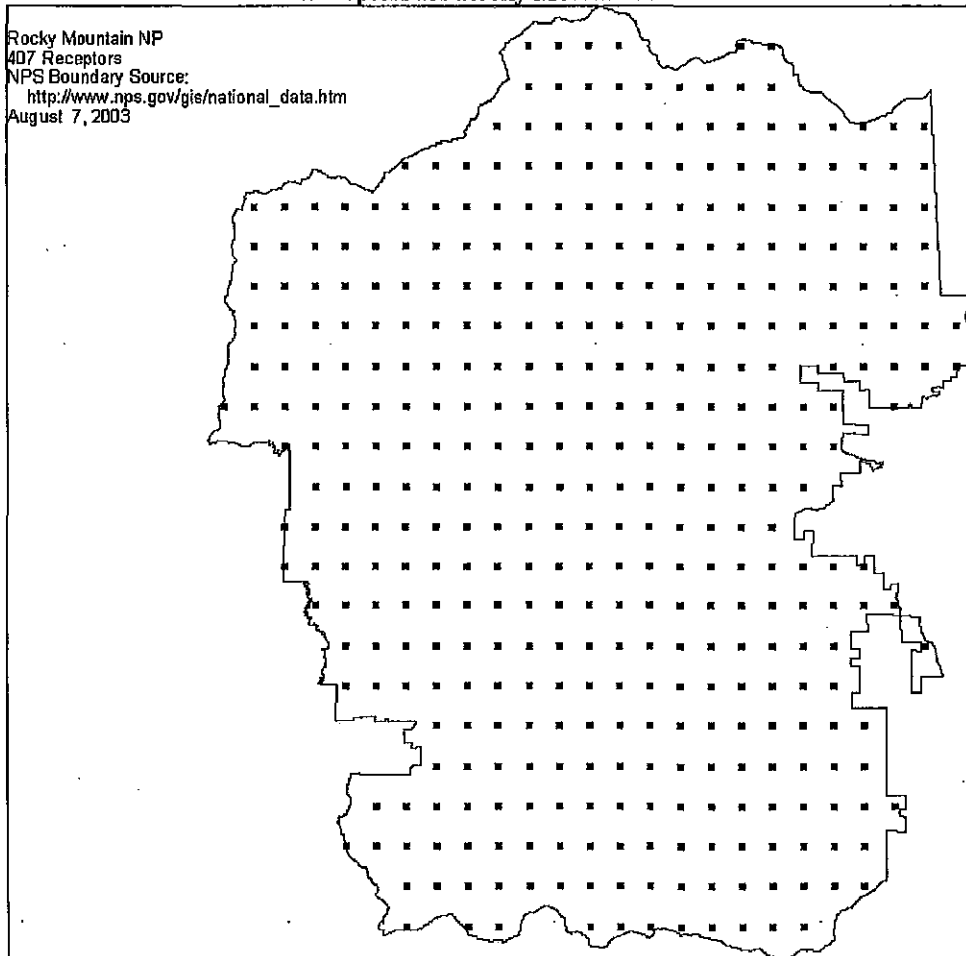 Rocky Mountain NP
407 Receptors
NPS Boundary Source:
http://www.nps.gov/gis/national_data.htm
August 7, 2003